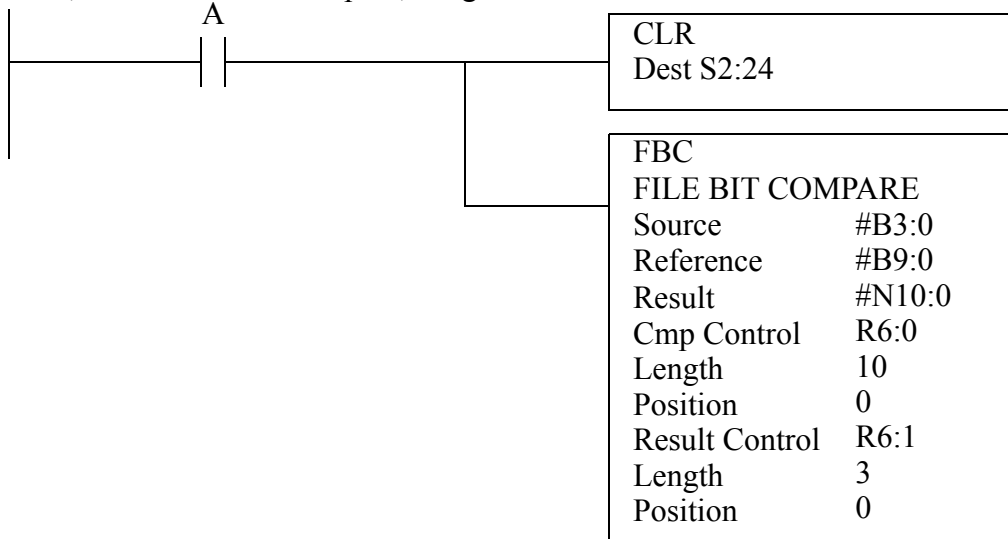 A
CLR
Dest S2:24
FBC
FILE BIT COMPARE
Source #B3:0
Reference #B9:0
Result #N10:0
Cmp Control R6:0
Length 10
Position 0
Result Control R6:1
Length 3
Position 0